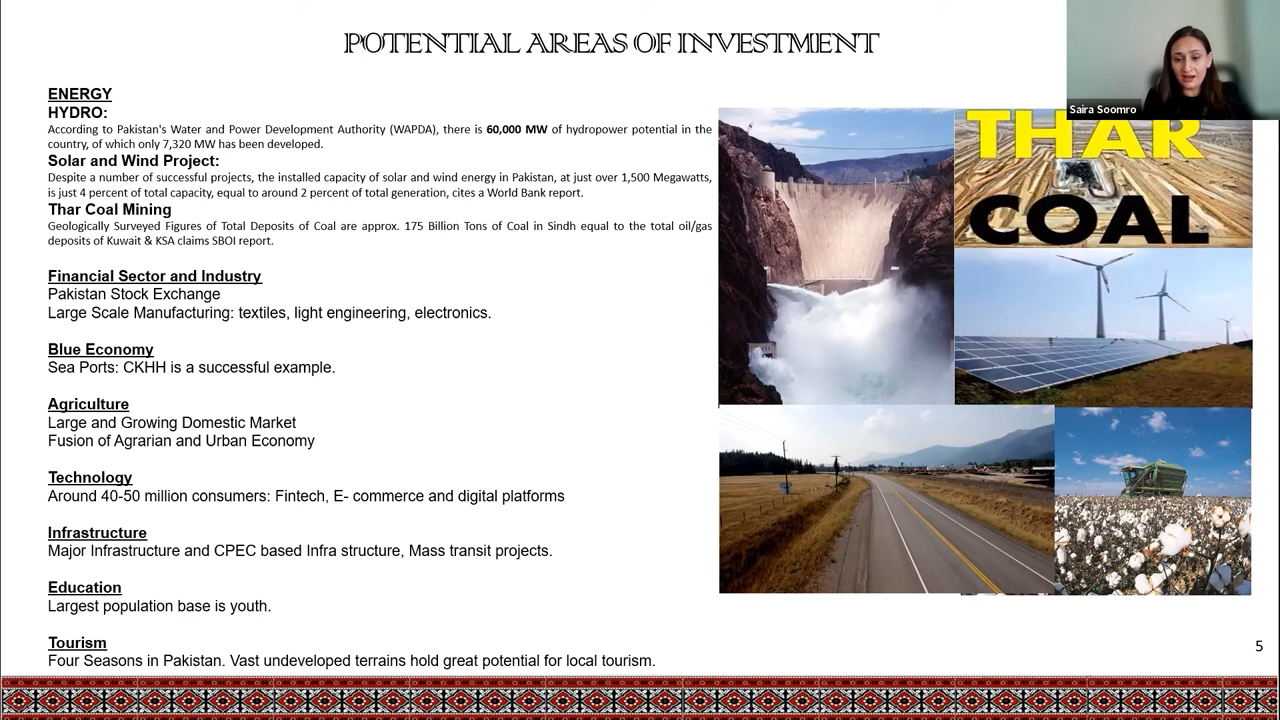 POTENTIAL AREAS OF INVESTMENT
Saira Soomro
ENERGY
HYDRO:
According to Pakistan's Water and Power Development Authority (WAPDA), there is 60,000 MW of hydropower potential in the
country, of which only 7,320 MW has been developed.
Solar and Wind Project:
Despite a number of successful projects, the installed capacity of solar and wind energy in Pakistan, at just over 1,500 Megawatts,
is just 4 percent of total capacity, equal to around 2 percent of total generation, cites a World Bank report.
Thar Coal Mining
Geologically Surveyed Figures of Total Deposits of Coal are approx. 175 Billion Tons of Coal in Sindh equal to the total oil/gas
deposits of Kuwait & KSA claims SBOI report.
Financial Sector and Industry
Pakistan Stock Exchange
Large Scale Manufacturing: textiles, light engineering, electronics.
Blue Economy
Sea Ports: CKHH is a successful example.
Agriculture
Large and Growing Domestic Market
Fusion of Agrarian and Urban Economy
Technology
Around 40-50 million consumers: Fintech, E- commerce and digital platforms
Infrastructure
Major Infrastructure and CPEC based Infra structure, Mass transit projects.
Education
Largest population base is youth.
Tourism
Four Seasons in Pakistan. Vast undeveloped terrains hold great potential for local tourism.
THAR
COAL
5